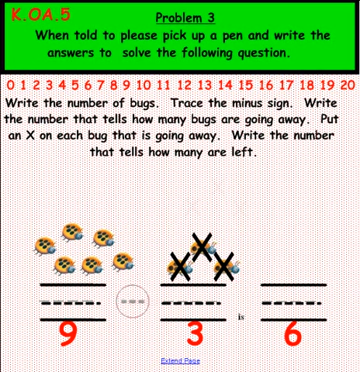 K.OA.5
Problem 3
When told to please pick up a pen and write the
answers to solve the following question.
0 1 2 3 4 5 6 7 8 9 10 11 12 13 14 15 16 17 18 19 20
Write the number of bugs. Trace the minus sign. Write
the number that tells how many bugs are going away. Put
an X on each bug that is going away. Write the number
that tells how many are left.
9 3 is 6
Extend Page